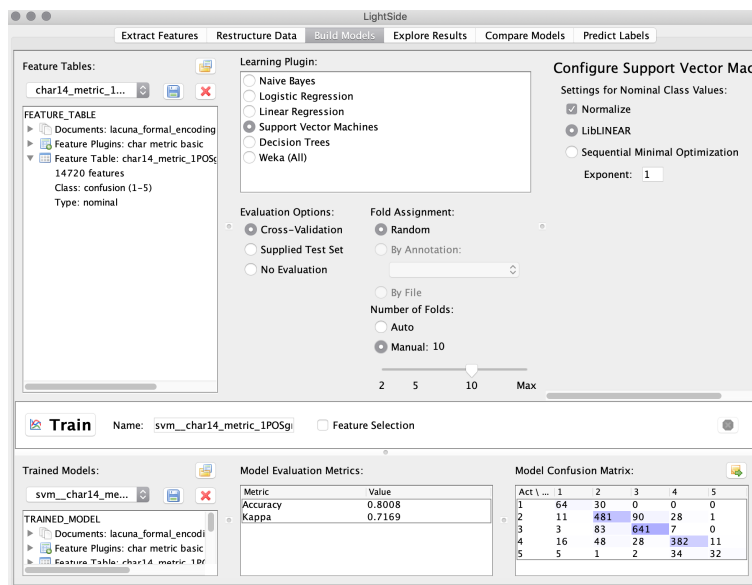 LightSide
Extract Features Restructure Data Build Models Explore Results Compare Models Predict Labels
Feature Tables:
char14_metric_1...
FEATURE_TABLE
Documents: lacuna_formal_encoding
Feature Plugins: char metric basic
Feature Table: char14_metric_1POSg
14720 features
Class: confusion (1-5)
Type: nominal
Learning Plugin:
Naive Bayes
Logistic Regression
Linear Regression
Support Vector Machines
Decision Trees
Weka (All)
Evaluation Options:
Cross-Validation
Supplied Test Set
No Evaluation
Fold Assignment:
Random
By Annotation:
By File
Number of Folds:
Auto
Manual: 10
2 5 10 Max
Configure Support Vector Mac
Settings for Nominal Class Values:
Normalize
LibLINEAR
Sequential Minimal Optimization
Exponent: 1
Train Name: svm__char14_metric_1POSg Feature Selection
Trained Models:
svm__char14_me...
TRAINED_MODEL
Documents: lacuna_formal_encodi
Feature Plugins: char metric basic
Feature Table: char14_metric_1P
Model Evaluation Metrics:
Metric Value
Accuracy 0.8008
Kappa 0.7169
Model Confusion Matrix:
Act \ ... 1 2 3 4 5
1 64 30 0 0 0
2 11 481 90 28 1
3 3 83 641 7 0
4 16 48 28 382 11
5 5 1 2 34 32